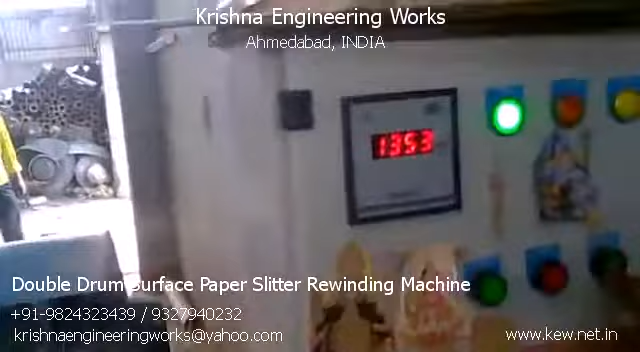 Krishna Engineering Works
Ahmedabad, INDIA
1353
Double Drum Surface Paper Slitter Rewinding Machine
+91-9824323439 / 9327940232
krishnaengineeringworks@yahoo.com
www.kew.net.in